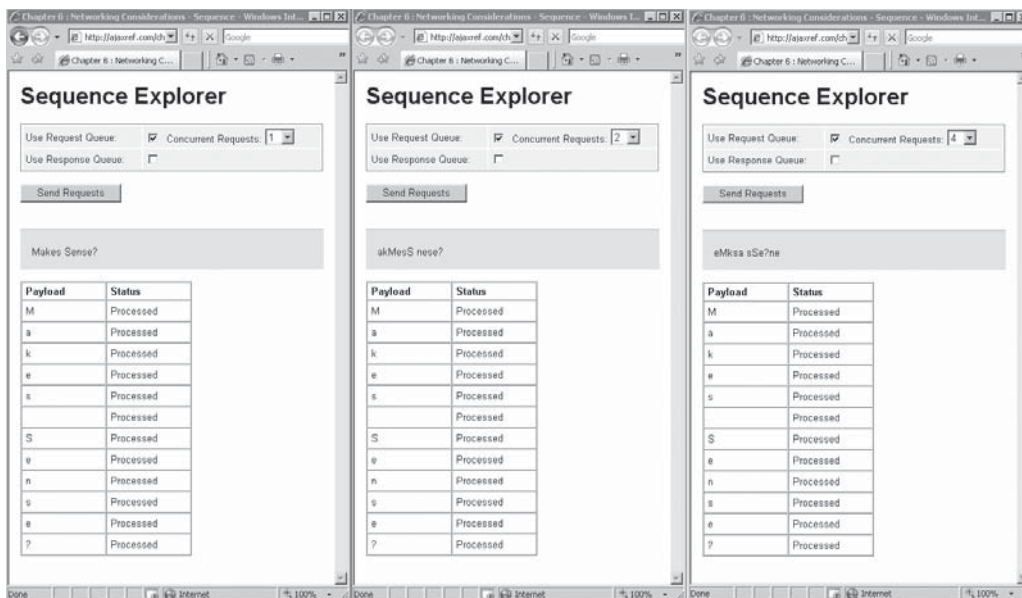 Chapter 6 : Networking Considerations - Sequence - Windows Int...
http://ajaxref.com/ch
Google
Chapter 6 : Networking C...
Sequence Explorer
Use Request Queue: Concurrent Requests: 1
Use Response Queue:
Send Requests
Makes Sense?
Payload Status
M Processed
a Processed
k Processed
e Processed
s Processed
Processed
S Processed
e Processed
n Processed
s Processed
e Processed
? Processed
Done Internet 100%
Chapter 6 : Networking Considerations - Sequence - Windows I...
http://ajaxref.com/ch
Google
Chapter 6 : Networking C...
Sequence Explorer
Use Request Queue: Concurrent Requests: 2
Use Response Queue:
Send Requests
akMesS nese?
Payload Status
M Processed
a Processed
k Processed
e Processed
s Processed
Processed
S Processed
e Processed
n Processed
s Processed
e Processed
? Processed
Done Internet 100%
Chapter 6 : Networking Considerations - Sequence - Windows Int...
http://ajaxref.com/ch
Google
Chapter 6 : Networking C...
Sequence Explorer
Use Request Queue: Concurrent Requests: 4
Use Response Queue:
Send Requests
eMksa sSe?ne
Payload Status
M Processed
a Processed
k Processed
e Processed
s Processed
Processed
S Processed
e Processed
n Processed
s Processed
e Processed
? Processed
Done Internet 100%